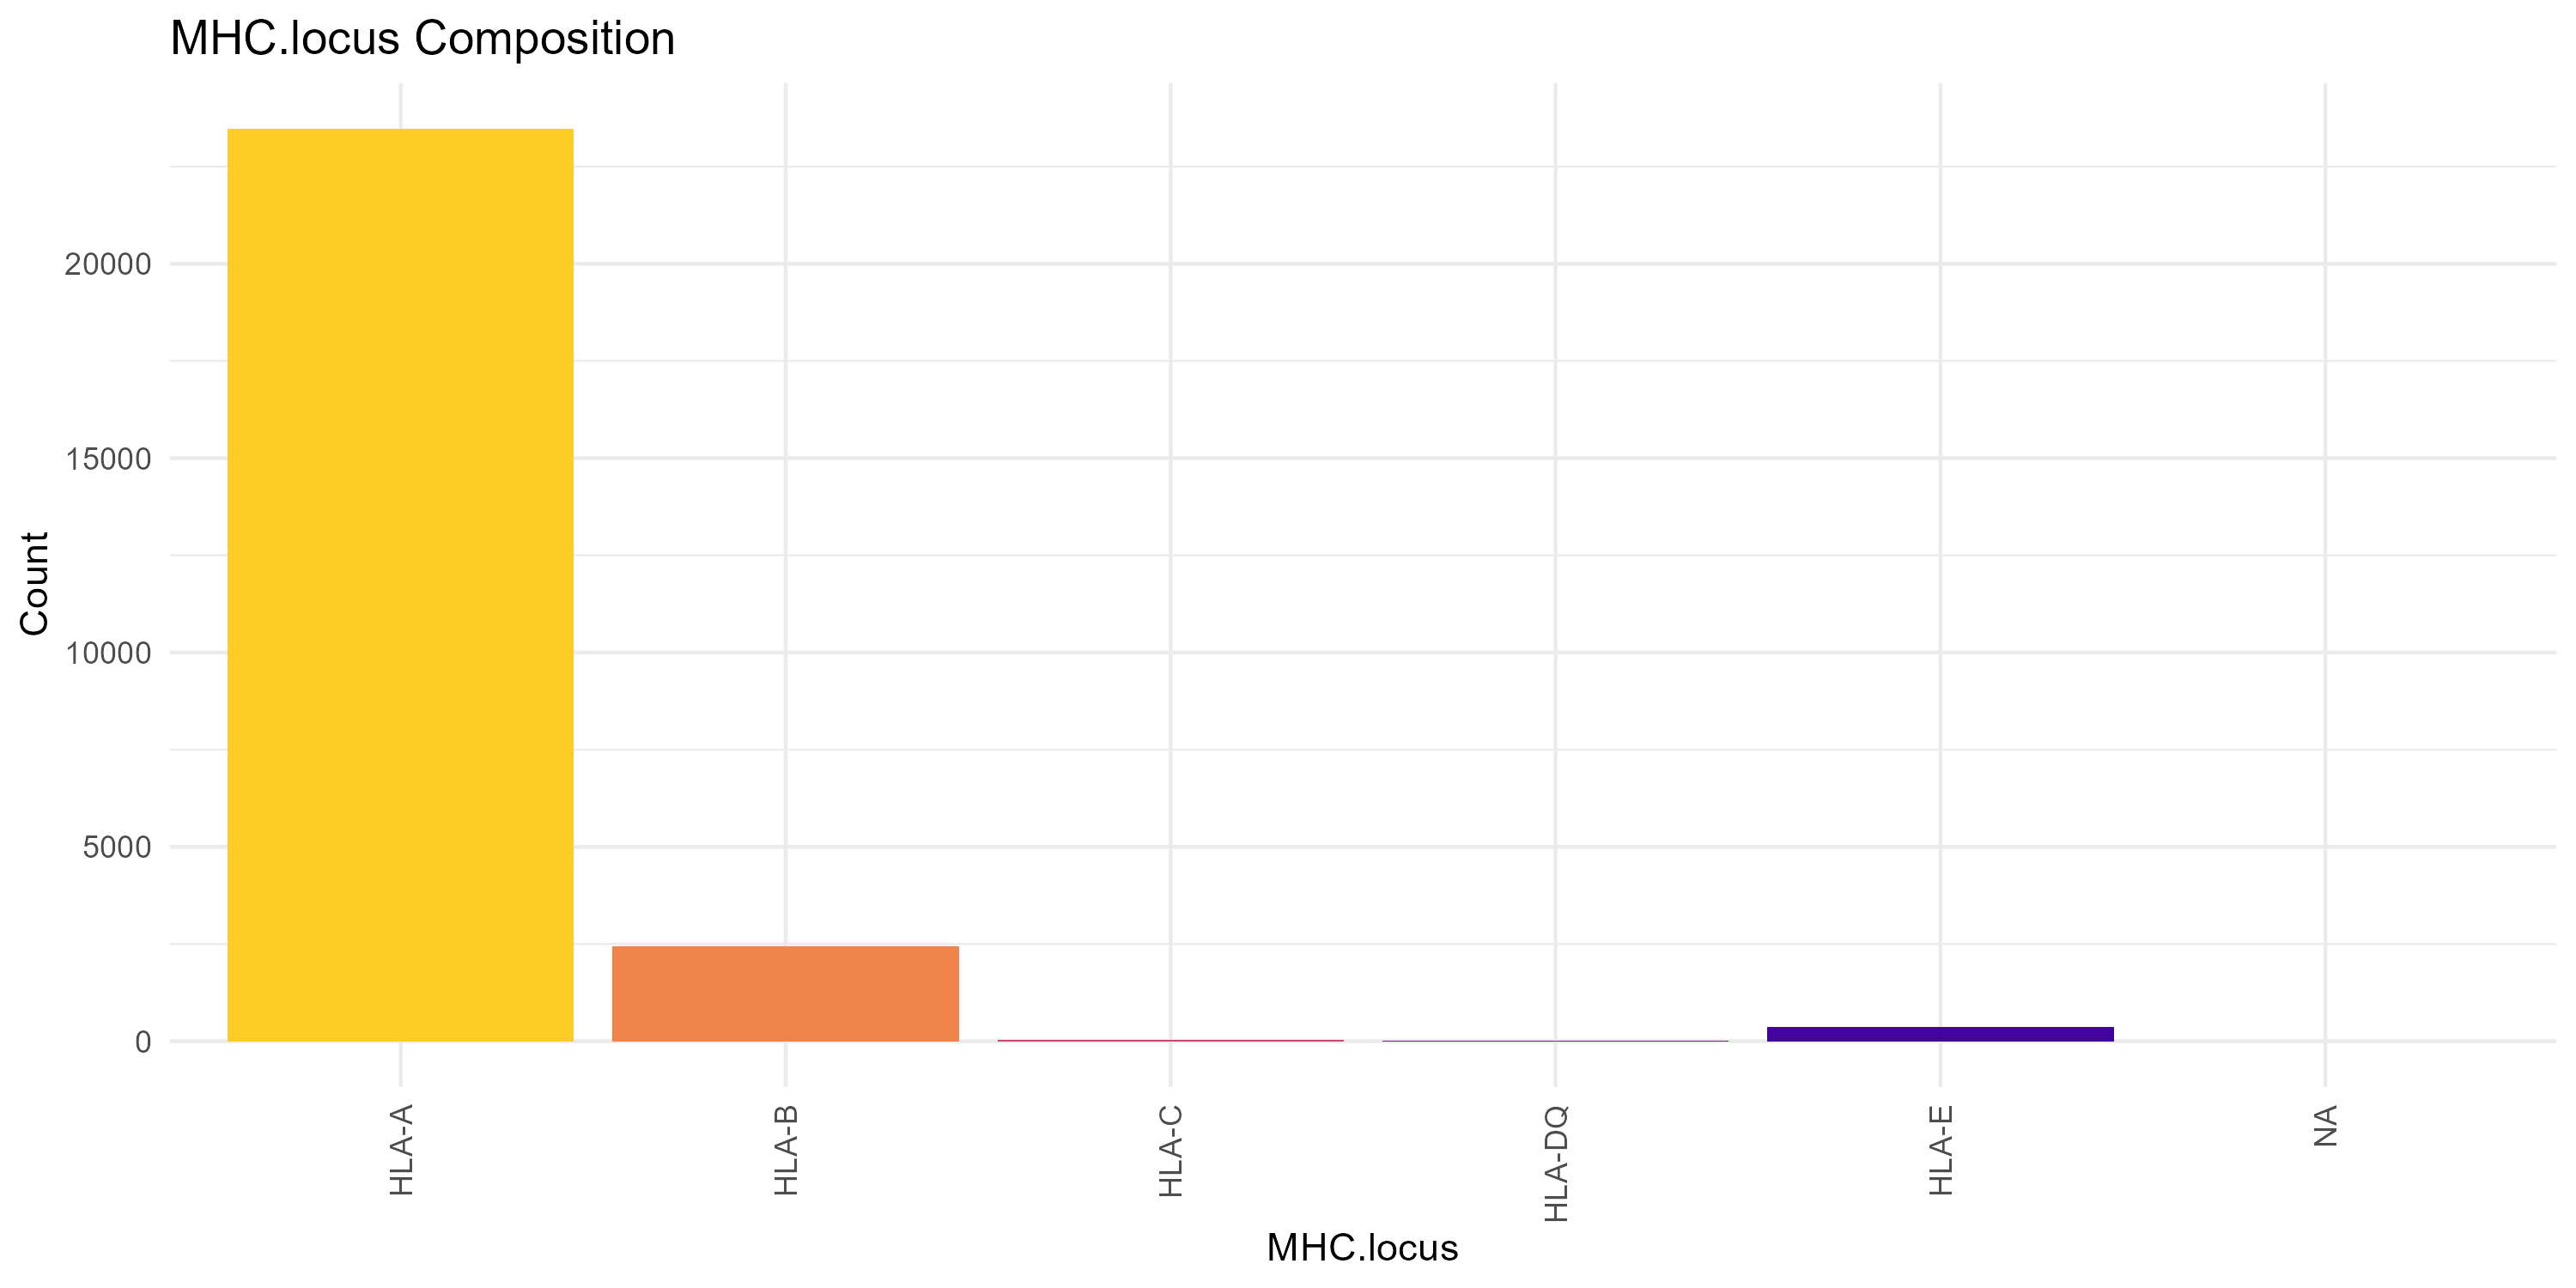 MHC.locus Composition
Count
20000
15000
10000
5000
0
HLA-A
HLA-B
HLA-C
HLA-DQ
HLA-E
NA
MHC.locus